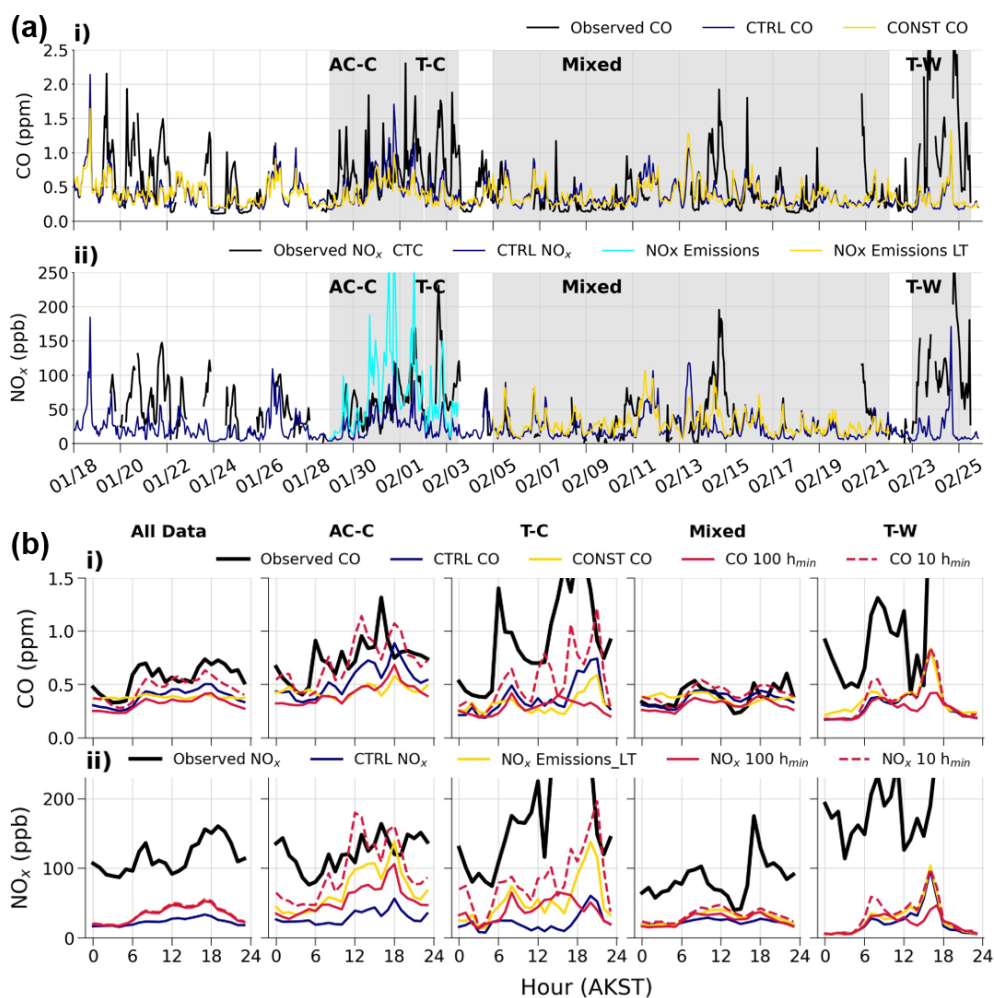 (a) i)
Observed CO CTRL CO CONST CO
AC-C T-C Mixed T-W
CO (ppm)
2.5
2.0
1.5
1.0
0.5
0.0
ii)
Observed NOx CTC CTRL NOx NOx Emissions NOx Emissions LT
AC-C T-C Mixed T-W
NOx (ppb)
250
200
150
100
50
0
01/18 01/20 01/22 01/24 01/26 01/28 01/30 02/01 02/03 02/05 02/07 02/09 02/11 02/13 02/15 02/17 02/19 02/21 02/23 02/25
(b) All Data AC-C T-C Mixed T-W
i)
Observed CO CTRL CO CONST CO CO 100 hmin CO 10 hmin
CO (ppm)
1.5
1.0
0.5
0.0
ii)
Observed NOx CTRL NOx NOx Emissions_LT NOx 100 hmin NOx 10 hmin
NOx (ppb)
200
100
0
0 6 12 18 24 0 6 12 18 24 0 6 12 18 24 0 6 12 18 24 0 6 12 18 24
Hour (AKST)